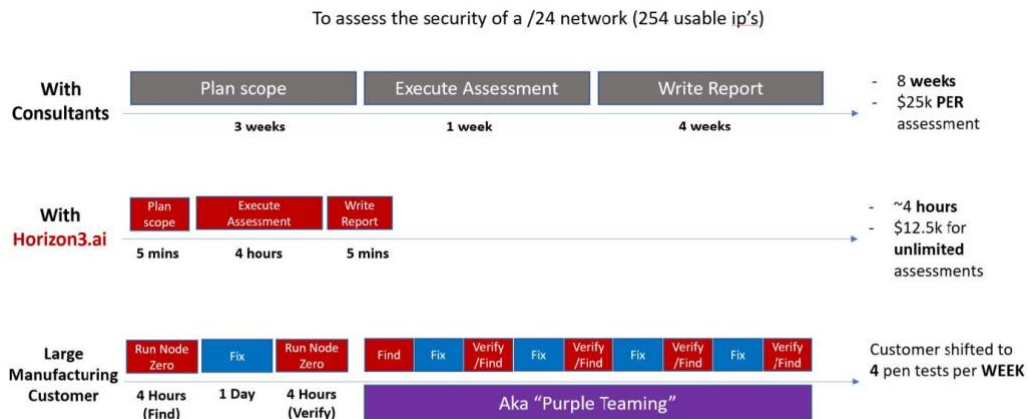 To assess the security of a /24 network (254 usable ip's)
With
Consultants
Plan scope
Execute Assessment
Write Report
3 weeks
1 week
4 weeks
- 8 weeks
- $25k PER
assessment
With
Horizon3.ai
Plan
scope
Execute
Assessment
Write
Report
5 mins
4 hours
5 mins
- ~4 hours
- $12.5k for
unlimited
assessments
Large
Manufacturing
Customer
Run Node
Zero
Fix
Run Node
Zero
Find
Fix
Verify
/Find
Fix
Verify
/Find
Fix
Verify
/Find
Fix
Verify
/Find
4 Hours
(Find)
1 Day
4 Hours
(Verify)
Aka "Purple Teaming"
Customer shifted to
4 pen tests per WEEK